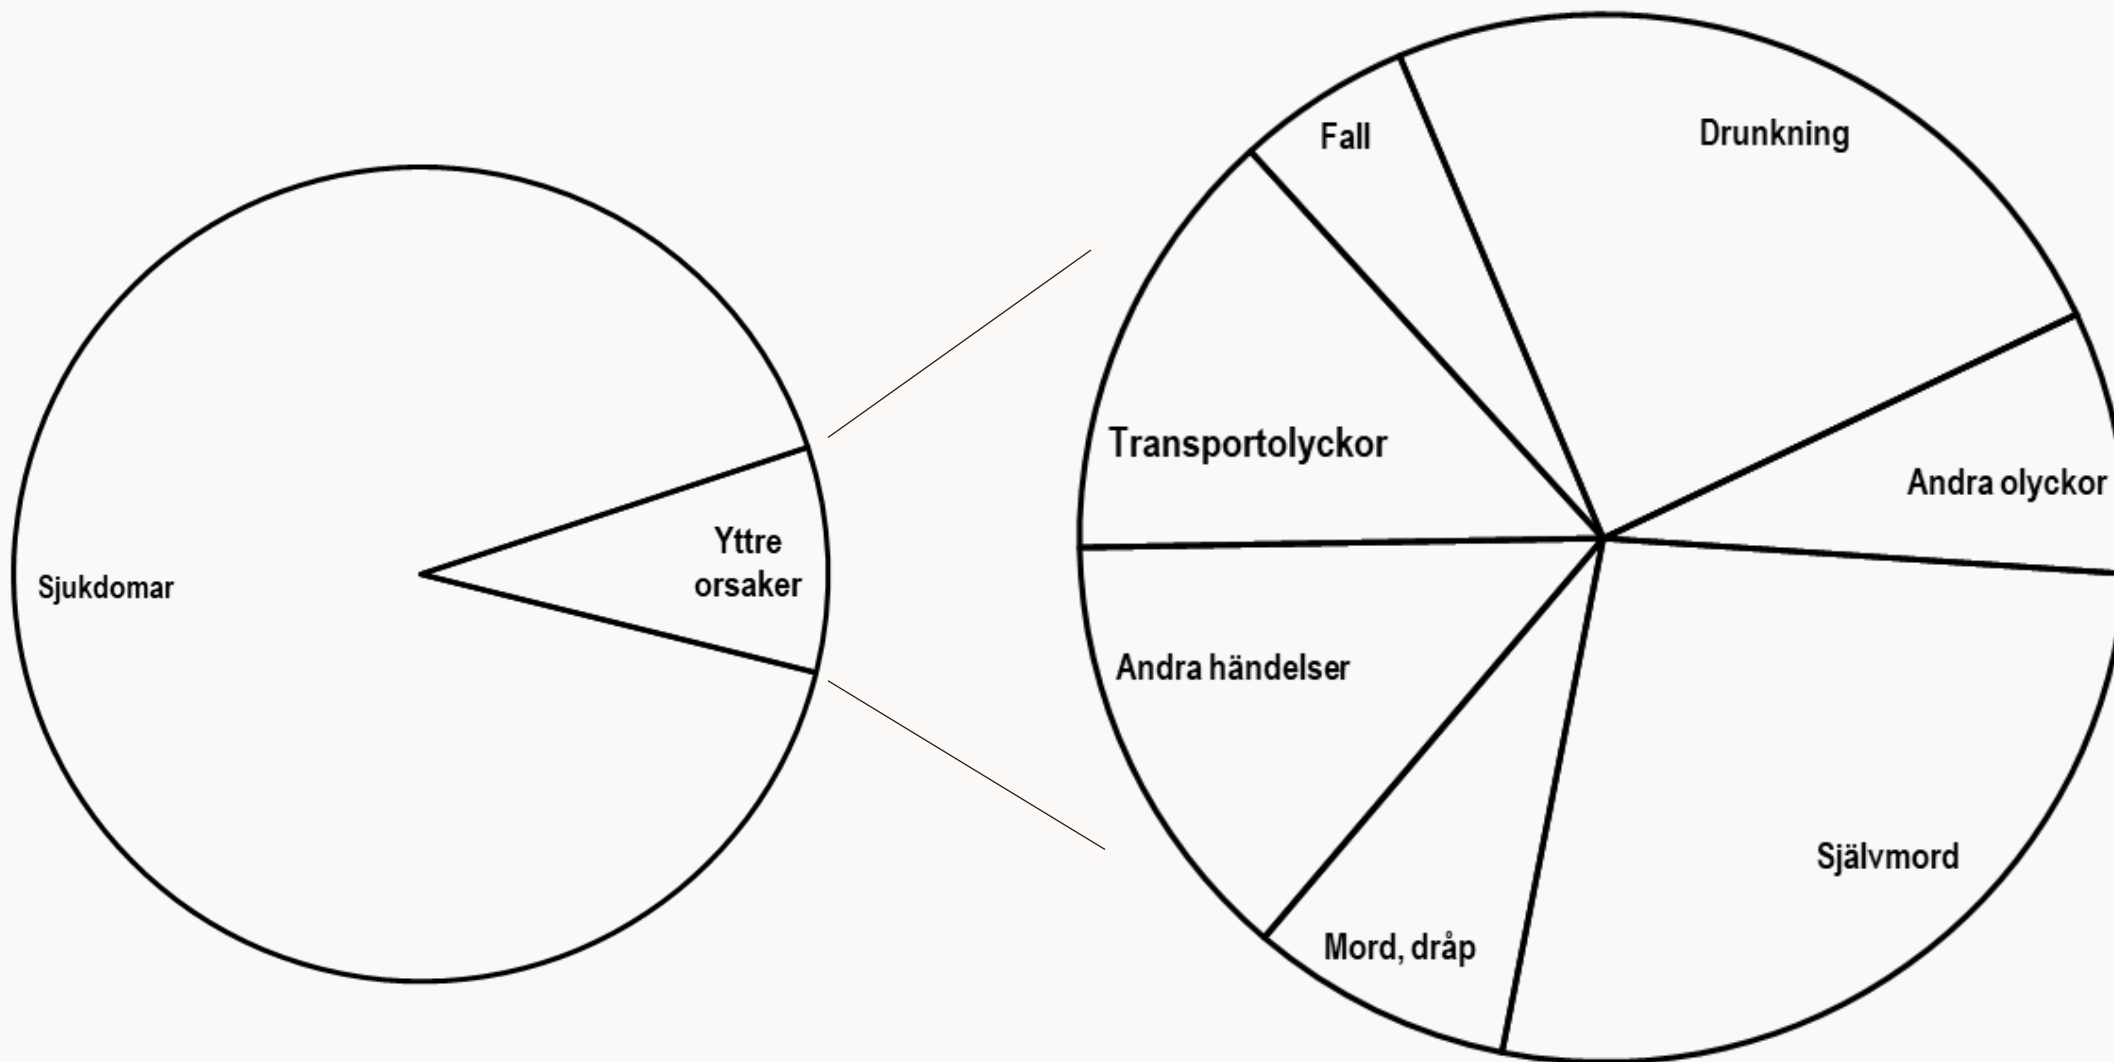 Sjukdomar
Yttre
orsaker
Fall
Drunkning
Transportolyckor
Andra olyckor
Andra händelser
Självmord
Mord, dråp